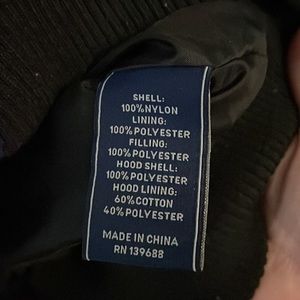 SHELL:
100%NYLON
LINING:
100%POLYESTER
FILLING:
100%POLYESTER
HOOD SHELL:
100%POLYESTER
HOOD LINING:
60%COTTON
40%POLYESTER
MADE IN CHINA
RN 139688